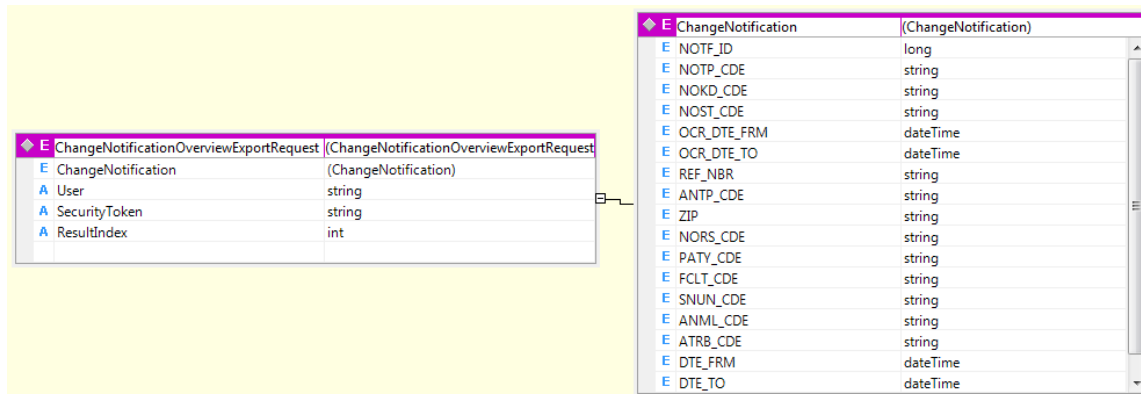 E ChangeNotification (ChangeNotification)
E NOTF_ID long
E NOTP_CDE string
E NOKD_CDE string
E NOST_CDE string
E OCR_DTE_FRM dateTime
E OCR_DTE_TO dateTime
E REF_NBR string
E ANTP_CDE string
E ZIP string
E NORS_CDE string
E PATY_CDE string
E FCLT_CDE string
E SNUN_CDE string
E ANML_CDE string
E ATRB_CDE string
E DTE_FRM dateTime
E DTE_TO dateTime
E ChangeNotificationOverviewExportRequest (ChangeNotificationOverviewExportRequest
E ChangeNotification (ChangeNotification)
A User string
A SecurityToken string
A ResultIndex int